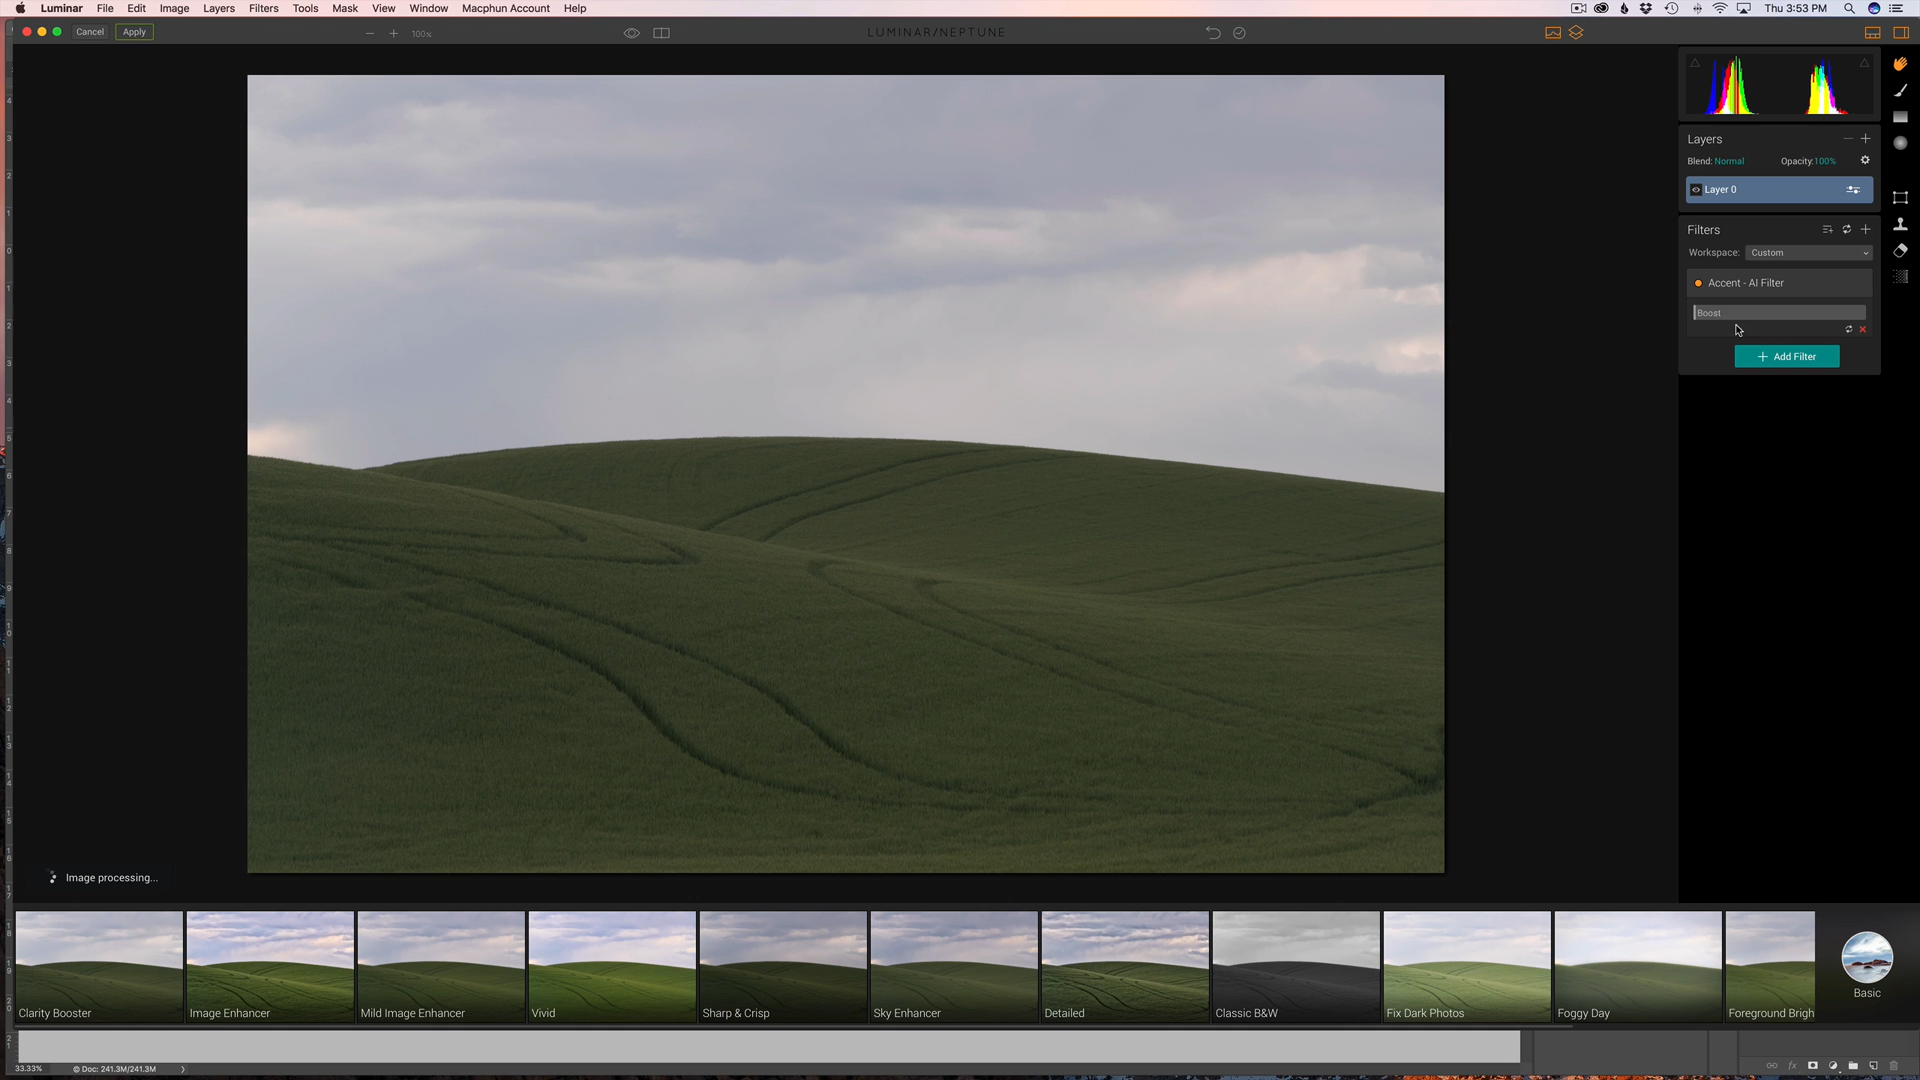 Luminar File Edit Image Layers Filters Tools Mask View Window Macphun Account Help Thu 3:53 PM
Cancel Apply 100% LUMINAR/NEPTUNE
Layers
Blend: Normal Opacity:100%
Layer 0
Filters
Workspace: Custom
Accent - AI Filter
Boost
Add Filter
Image processing...
Clarity Booster Image Enhancer Mild Image Enhancer Vivid Sharp & Crisp Sky Enhancer Detailed Classic B&W Fix Dark Photos Foggy Day Foreground Brigh Basic
33.33% Doc: 241.3M/241.3M